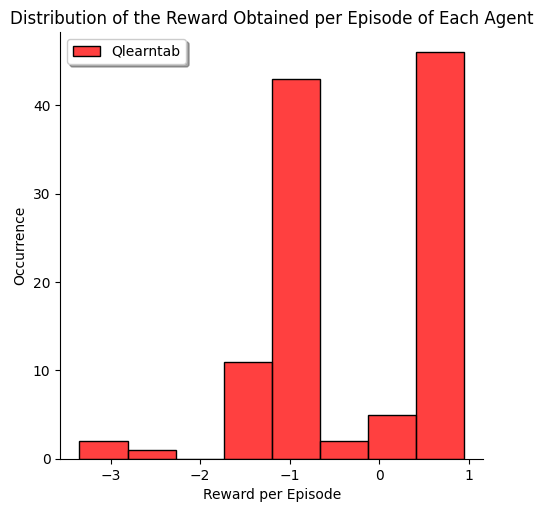 Distribution of the Reward Obtained per Episode of Each Agent
Qlearntab
40
30
20
10
0
Occurrence
−3
−2
−1
0
1
Reward per Episode